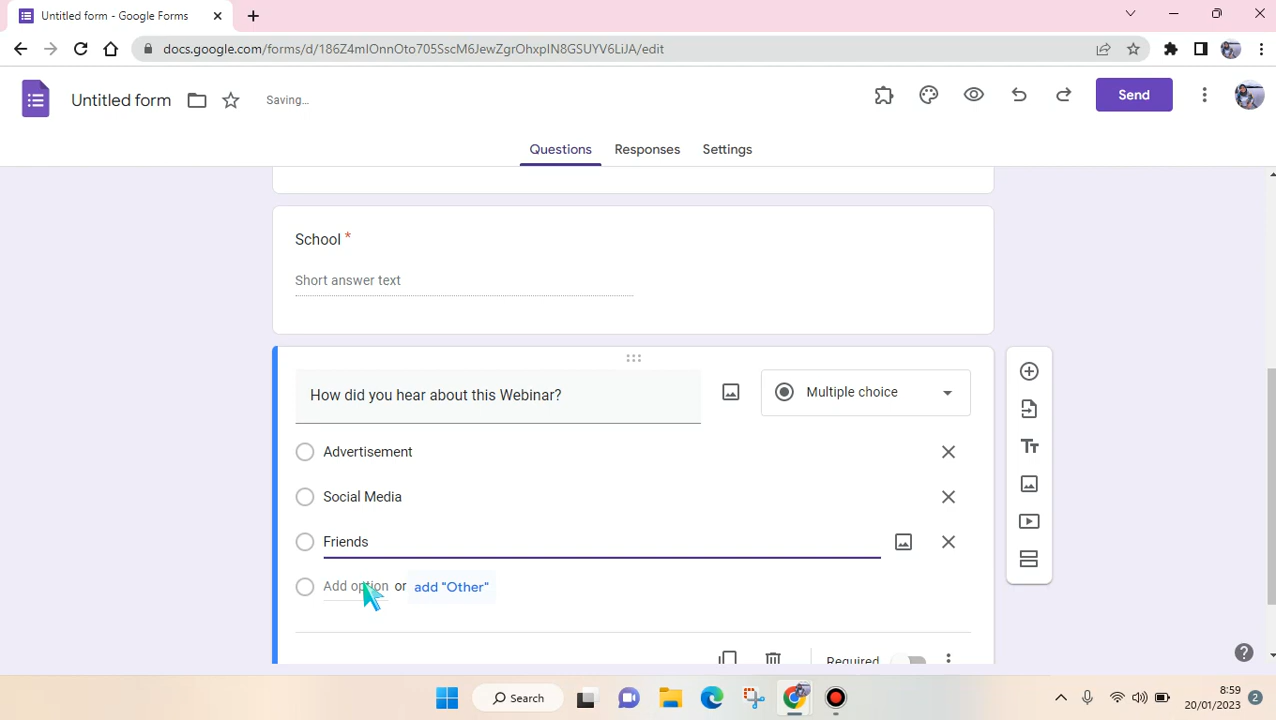 Untitled form - Google Forms
docs.google.com/forms/d/186Z4mIOnnOto705SscM6JewZgrOhxpIN8GSUYV6LiJA/edit
Untitled form
Saving...
Send
Questions
Responses
Settings
School *
Short answer text
How did you hear about this Webinar?
Multiple choice
Advertisement
Social Media
Friends
Add option or add "Other"
Required
Search
8:59
20/01/2023
2